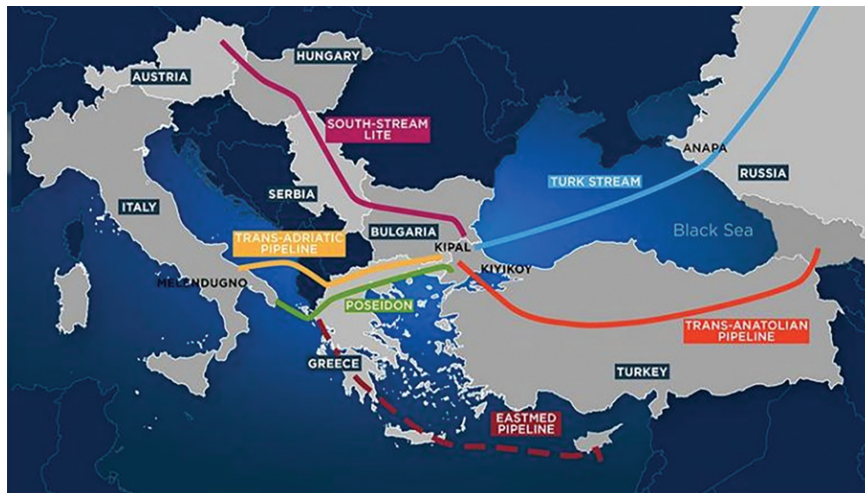 HUNGARY
AUSTRIA
SOUTH-STREAM
LITE
ANAPA
RUSSIA
TURK STREAM
SERBIA
ITALY
Black Sea
BULGARIA
TRANS-ADRIATIC
PIPELINE
KIPAL
KIYIKOY
MELENDUGNO
POSEIDON
TRANS-ANATOLIAN
PIPELINE
GREECE
TURKEY
EASTMED
PIPELINE